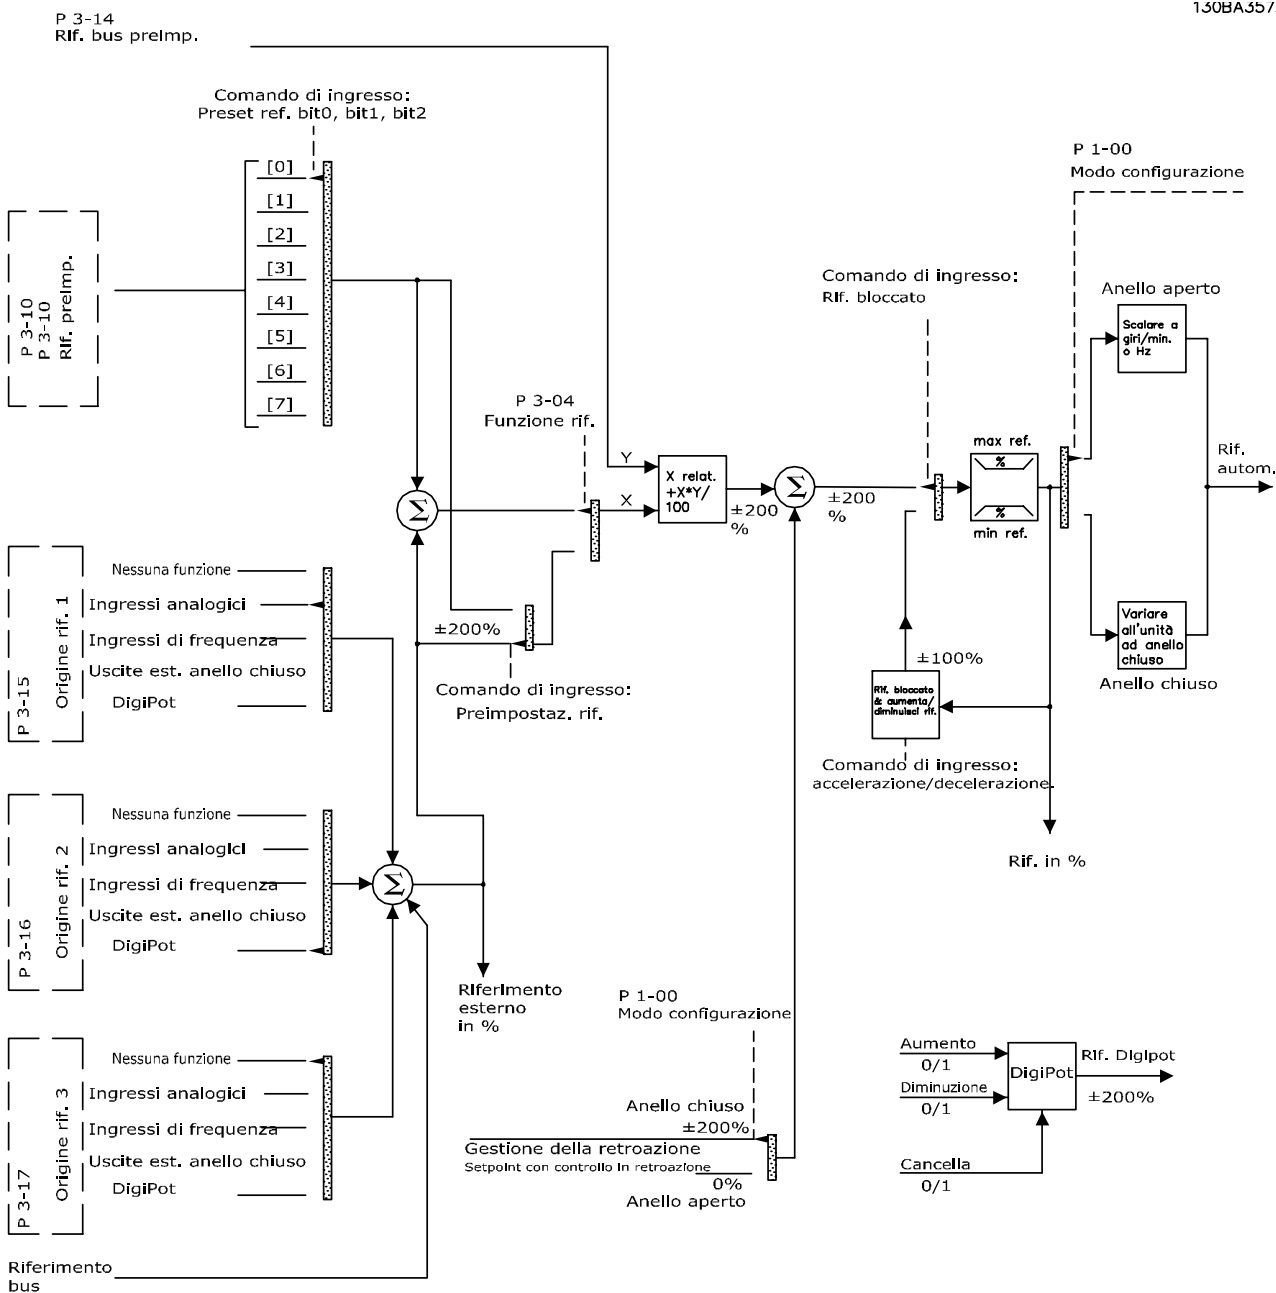 130BA357.
P 3-14
Rif. bus preimp.
Comando di ingresso:
Preset ref. bit0, bit1, bit2
[0]
[1]
[2]
[3]
[4]
[5]
[6]
[7]
P 3-10
P 3-10
Rif. preimp.
P 1-00
Modo configurazione
Comando di ingresso:
Rif. bloccato
Anello aperto
Scalare a
giri/min.
o Hz
P 3-04
Funzione rif.
Y
X
X relat.
+X*Y/
100
±200
%
Σ
±200
%
max ref.
%
%
min ref.
Rif.
autom.
Σ
P 3-15
Origine rif. 1
Nessuna funzione
Ingressi analogici
Ingressi di frequenza
Uscite est. anello chiuso
DigiPot
±200%
Comando di ingresso:
Preimpostaz. rif.
±100%
Rif. bloccato
& aumenta/
diminuisci rif.
Comando di ingresso:
accelerazione/decelerazione.
Variare
all'unità
ad anello
chiuso
Anello chiuso
Rif. in %
P 3-16
Origine rif. 2
Nessuna funzione
Ingressi analogici
Ingressi di frequenza
Uscite est. anello chiuso
DigiPot
Σ
Riferimento
esterno
in %
P 1-00
Modo configurazione
Anello chiuso
±200%
Gestione della retroazione
Setpoint con controllo in retroazione
0%
Anello aperto
P 3-17
Origine rif. 3
Nessuna funzione
Ingressi analogici
Ingressi di frequenza
Uscite est. anello chiuso
DigiPot
Riferimento
bus
Aumento
0/1
Diminuzione
0/1
DigiPot
Rif. Digipot
±200%
Cancella
0/1